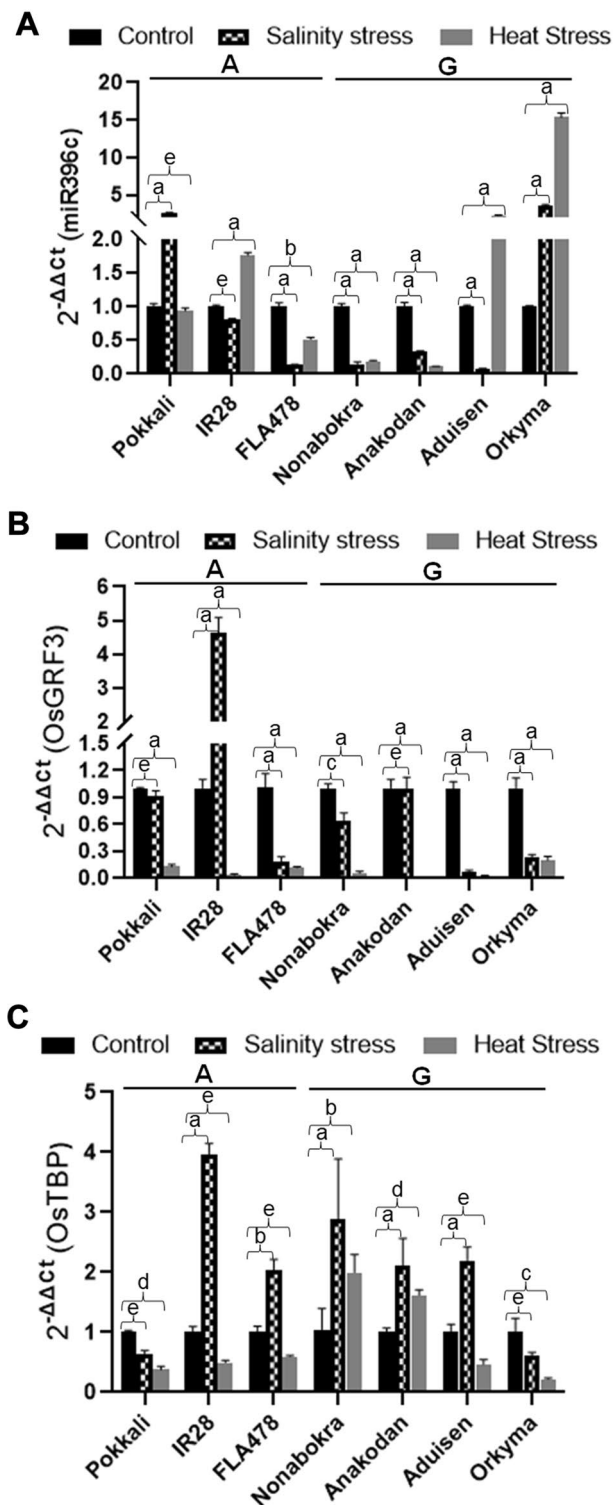 A
Control Salinity stress Heat Stress
A G
2^-ΔΔCt (miR396c)
20
15
10
5
2.0
1.5
1.0
0.5
0.0
e
a
a
e
b
a
a
a
a
a
a
a
a
a
Pokkali IR28 FLA478 Nonabokra Anakodan Aduisen Orkyma
B
Control Salinity stress Heat Stress
A G
2^-ΔΔCt (OsGRF3)
6
5
4
3
2
1.5
1.2
0.9
0.6
0.3
0.0
a
e
a
a
a
a
a
c
a
e
a
a
a
a
Pokkali IR28 FLA478 Nonabokra Anakodan Aduisen Orkyma
C
Control Salinity stress Heat Stress
A G
2^-ΔΔCt (OsTBP)
5
4
3
2
1
0
d
e
e
a
e
b
b
a
d
a
e
a
c
e
Pokkali IR28 FLA478 Nonabokra Anakodan Aduisen Orkyma